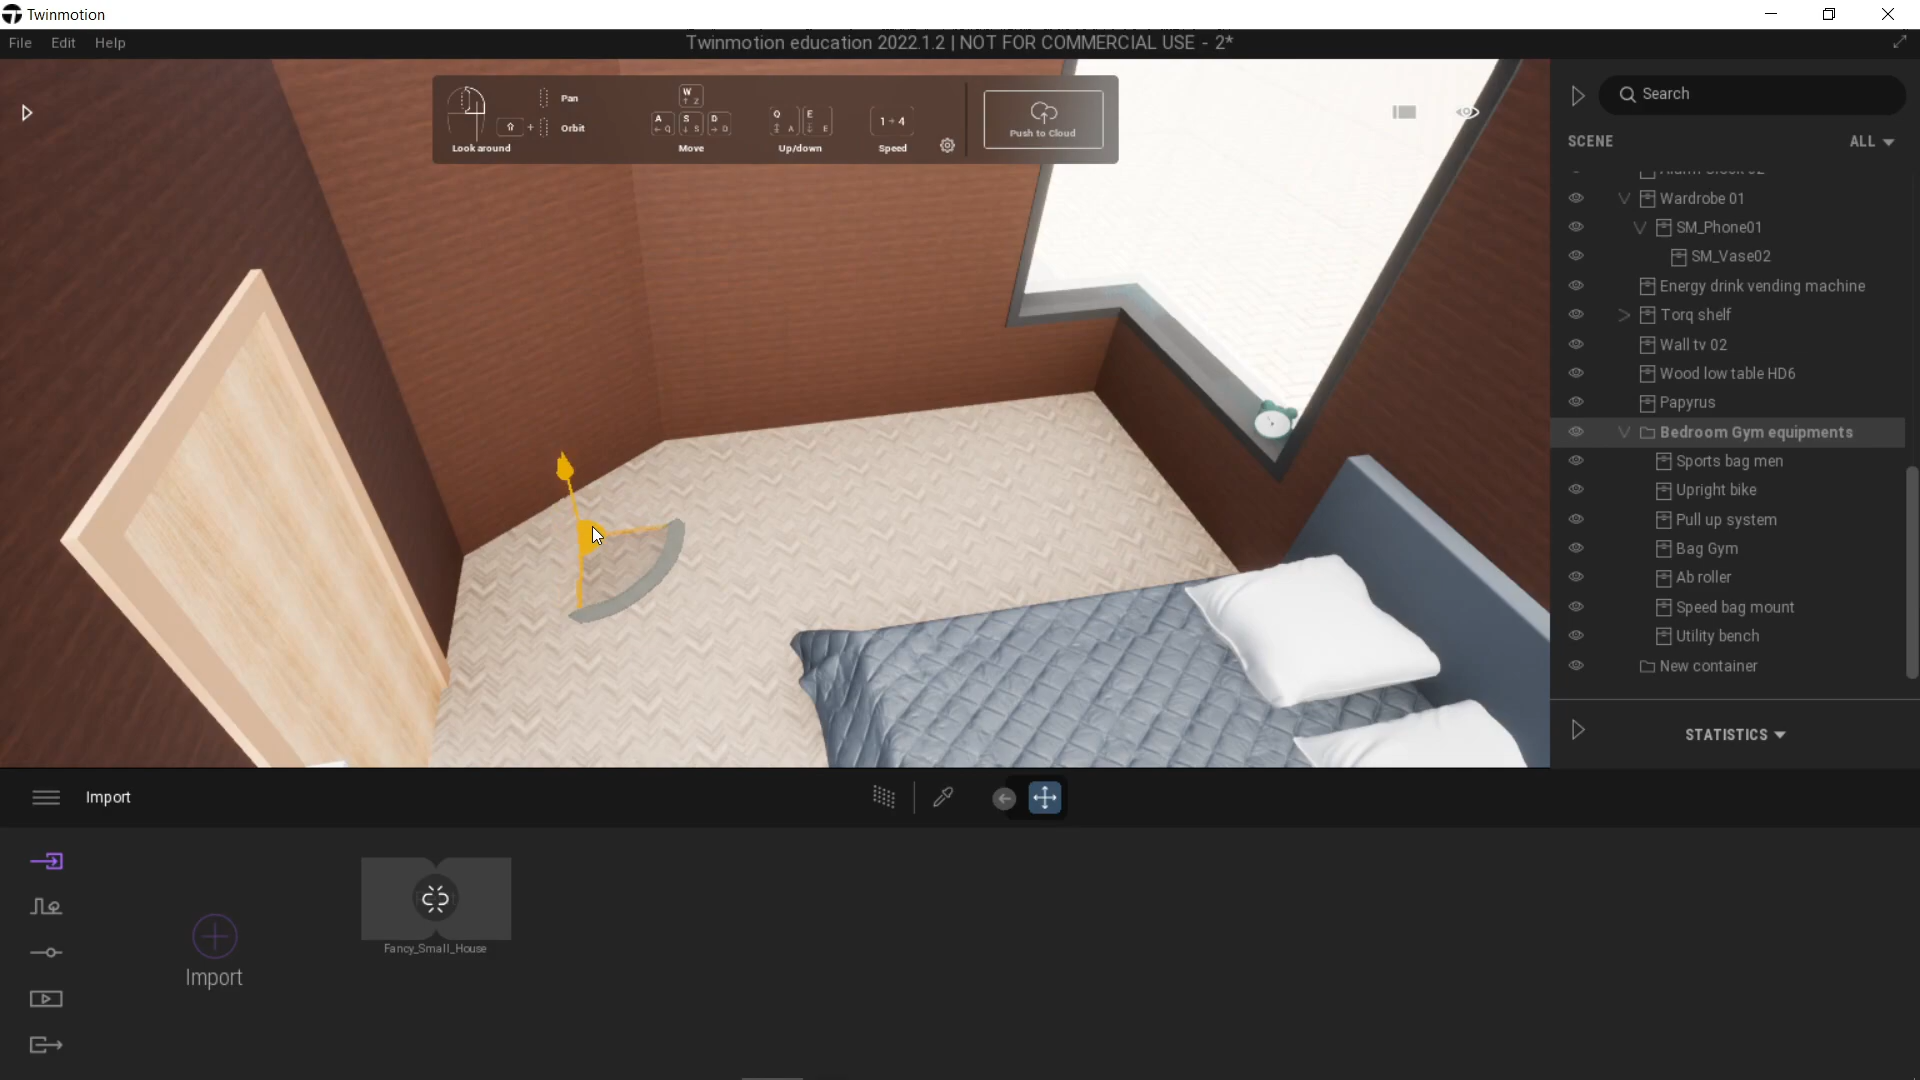 Twinmotion
File Edit Help
Twinmotion education 2022.1.2 | NOT FOR COMMERCIAL USE - 2*
Pan
Orbit
Look around
W
↑ Z
A
← Q
S
↓ S
D
→ D
Move
Q
A
E
E
Up/down
1 → 4
Speed
Push to Cloud
Search
SCENE
ALL
Alarm Clock 02
Wardrobe 01
SM_Phone01
SM_Vase02
Energy drink vending machine
Torq shelf
Wall tv 02
Wood low table HD6
Papyrus
Bedroom Gym equipments
Sports bag men
Upright bike
Pull up system
Bag Gym
Ab roller
Speed bag mount
Utility bench
New container
STATISTICS
Import
Import
Fancy_Small_House